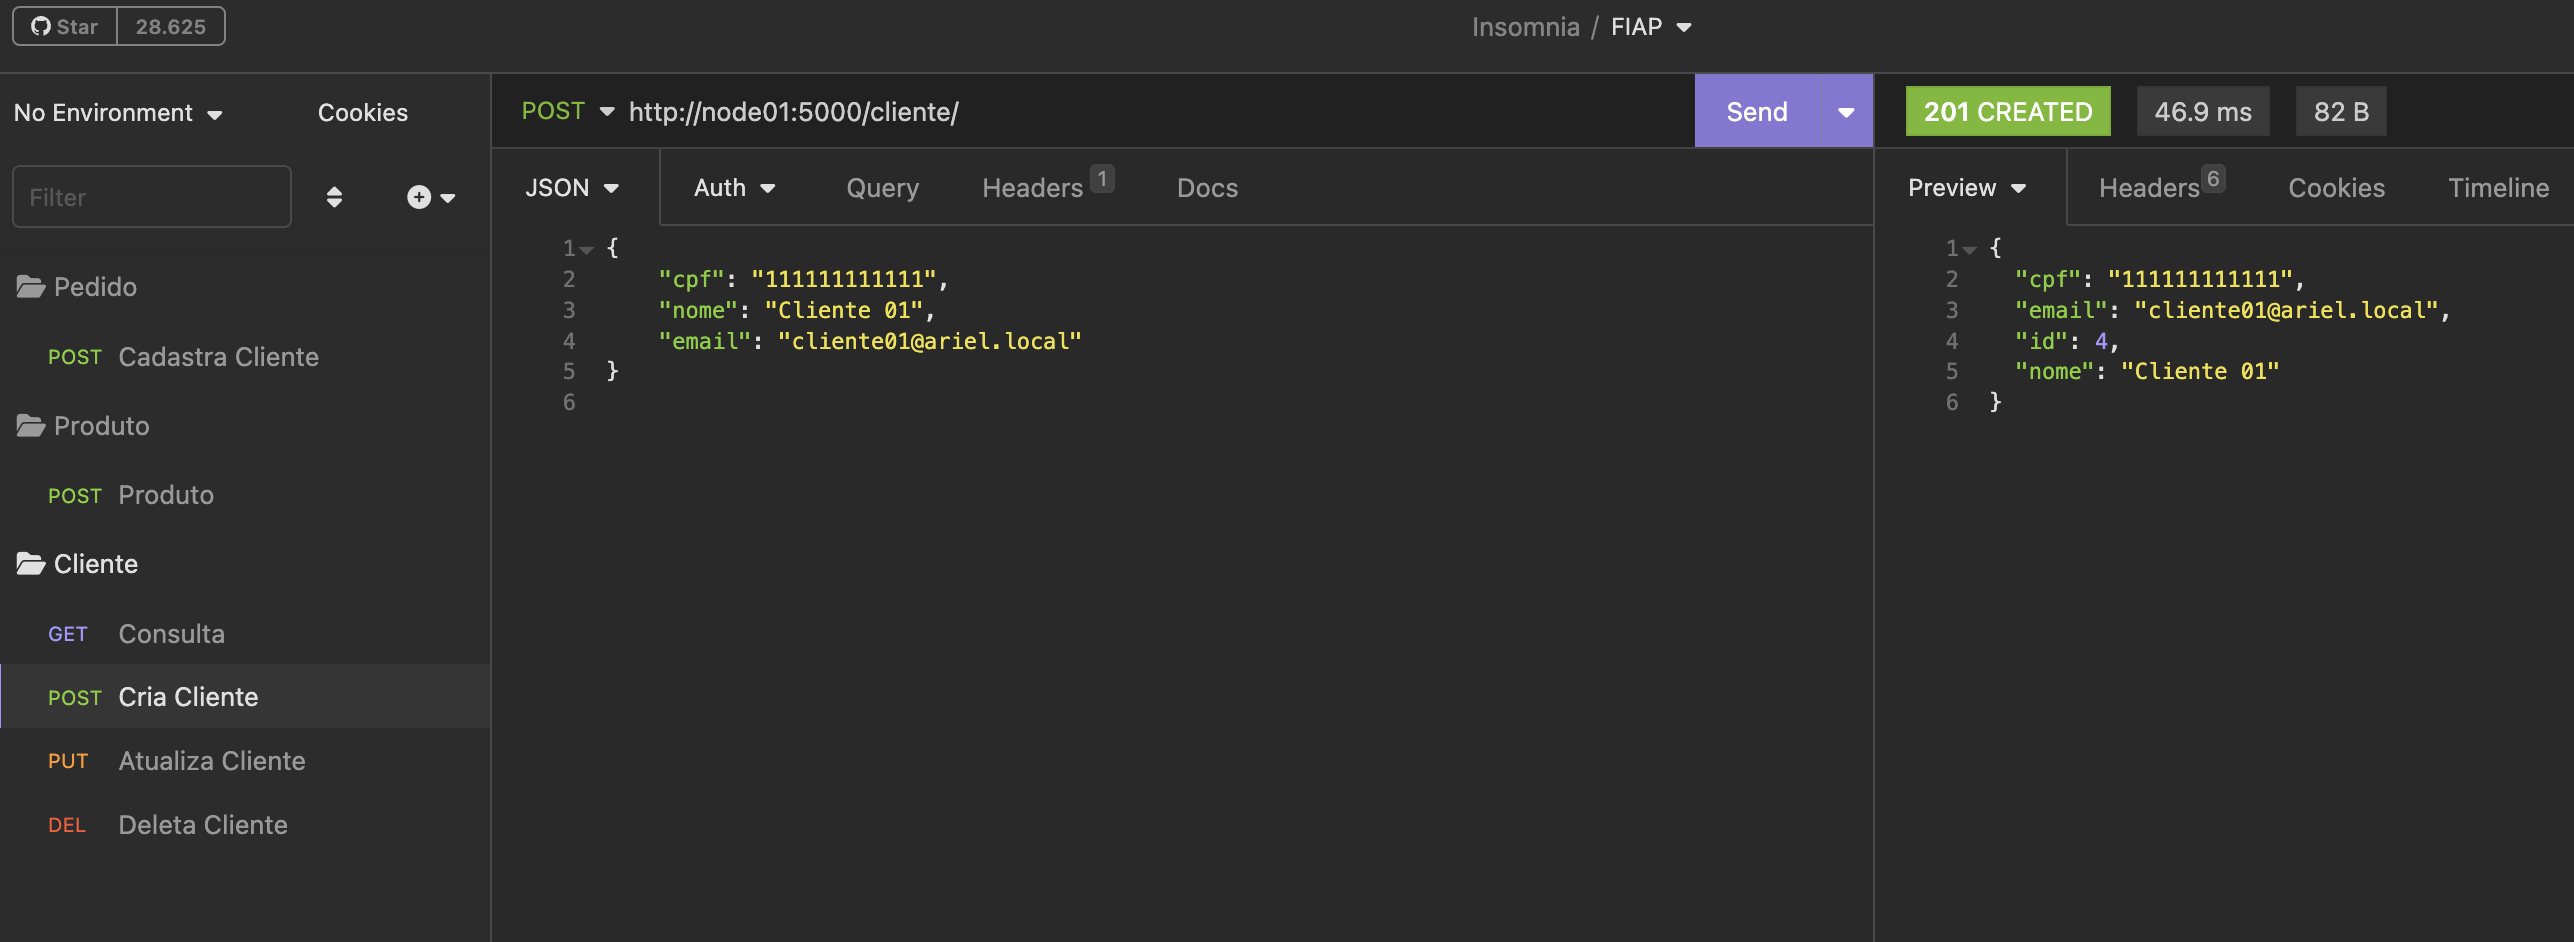 Star 28.625
Insomnia / FIAP
No Environment Cookies
Filter
Pedido
POST Cadastra Cliente
Produto
POST Produto
Cliente
GET Consulta
POST Cria Cliente
PUT Atualiza Cliente
DEL Deleta Cliente
POST http://node01:5000/cliente/ Send
JSON Auth Query Headers 1 Docs
1 {
2 "cpf": "111111111111",
3 "nome": "Cliente 01",
4 "email": "cliente01@ariel.local"
5 }
6
201 CREATED 46.9 ms 82 B
Preview Headers 6 Cookies Timeline
1 {
2 "cpf": "111111111111",
3 "email": "cliente01@ariel.local",
4 "id": 4,
5 "nome": "Cliente 01"
6 }